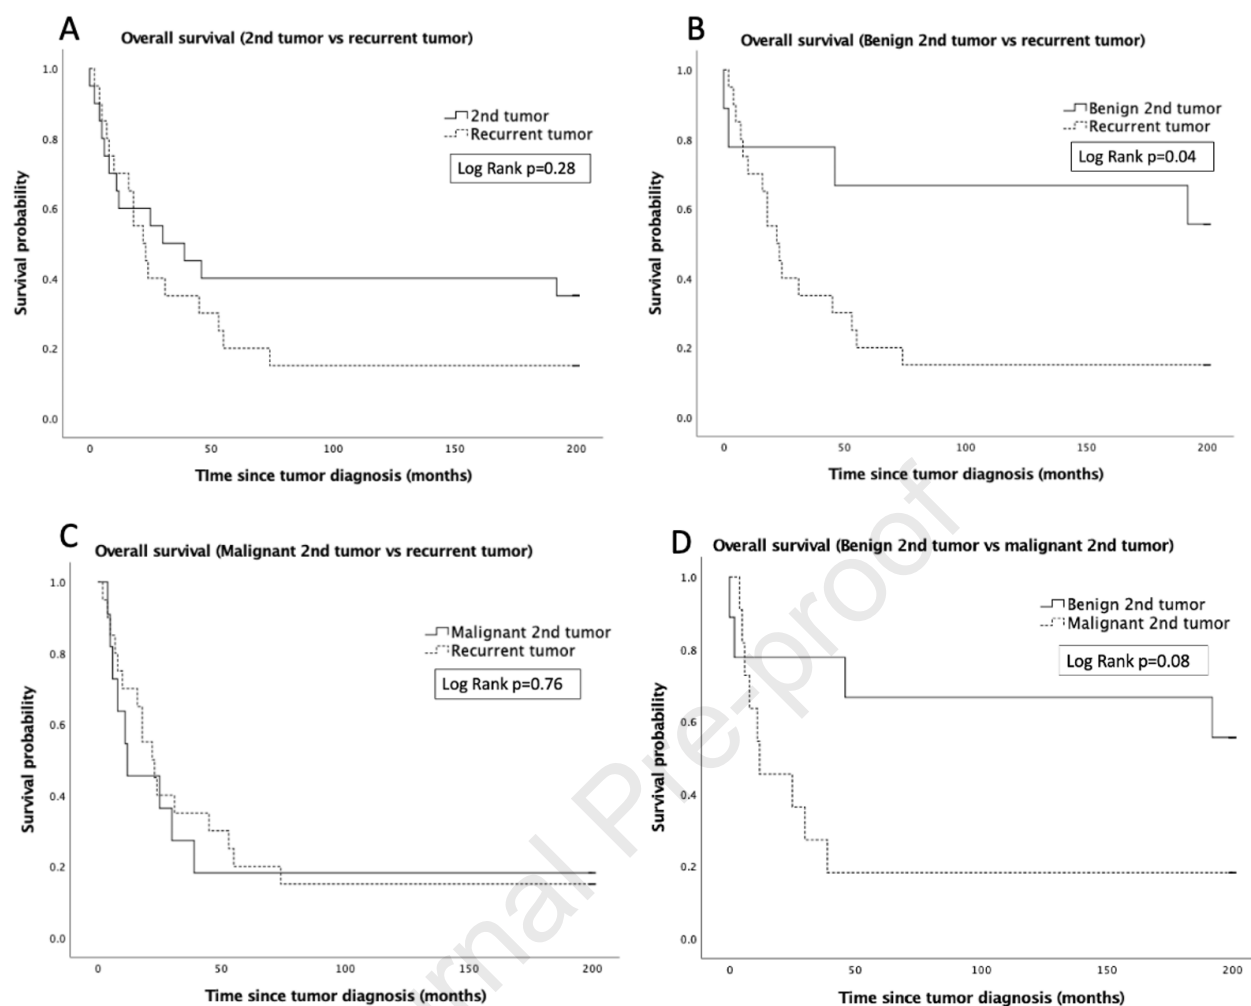 A
Overall survival (2nd tumor vs recurrent tumor)
1.0
0.8
0.6
0.4
0.2
0.0
Survival probability
2nd tumor
Recurrent tumor
Log Rank p=0.28
0 50 100 150 200
TIme since tumor diagnosis (months)
B
Overall survival (Benign 2nd tumor vs recurrent tumor)
1.0
0.8
0.6
0.4
0.2
0.0
Survival probability
Benign 2nd tumor
Recurrent tumor
Log Rank p=0.04
0 50 100 150 200
Time since tumor diagnosis (months)
C
Overall survival (Malignant 2nd tumor vs recurrent tumor)
1.0
0.8
0.6
0.4
0.2
0.0
Survival probability
Malignant 2nd tumor
Recurrent tumor
Log Rank p=0.76
0 50 100 150 200
Time since tumor diagnosis (months)
D
Overall survival (Benign 2nd tumor vs malignant 2nd tumor)
1.0
0.8
0.6
0.4
0.2
0.0
Survival probability
Benign 2nd tumor
Malignant 2nd tumor
Log Rank p=0.08
0 50 100 150 200
Time since tumor diagnosis (months)
rnal Pre-proof